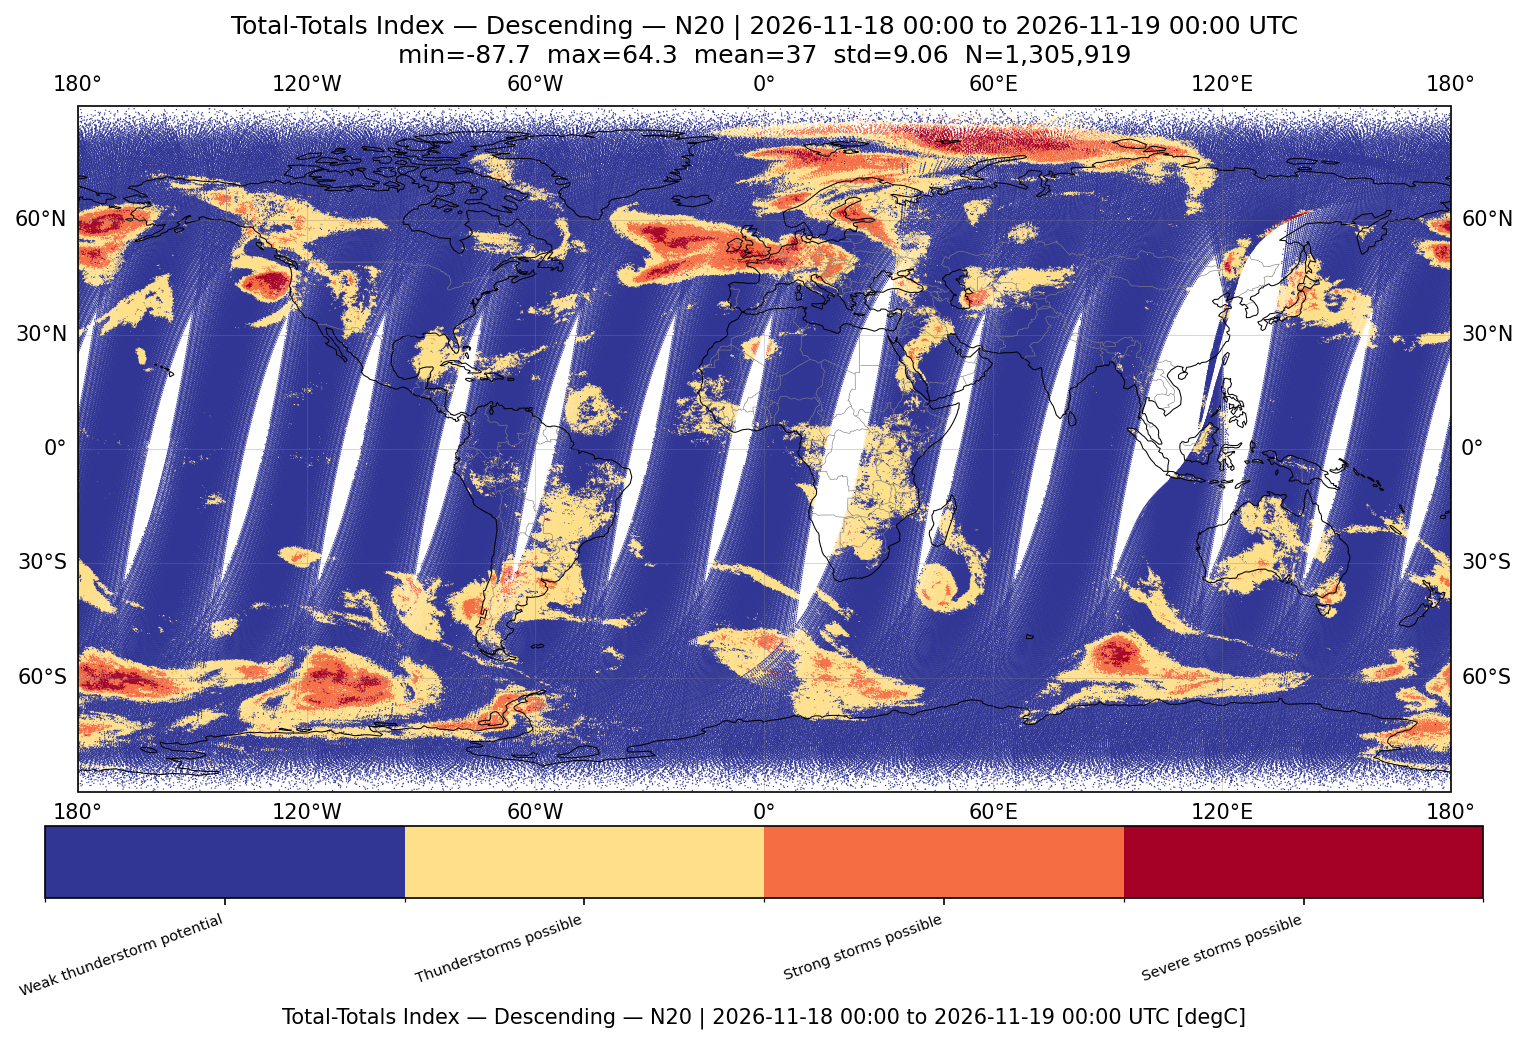 Total-Totals Index — Descending — N20 | 2026-11-18 00:00 to 2026-11-19 00:00 UTC
min=-87.7  max=64.3  mean=37  std=9.06  N=1,305,919
180° 120°W 60°W 0° 60°E 120°E 180°
60°N 60°N
30°N 30°N
0° 0°
30°S 30°S
60°S 60°S
180° 120°W 60°W 0° 60°E 120°E 180°
Weak thunderstorm potential
Thunderstorms possible
Strong storms possible
Severe storms possible
Total-Totals Index — Descending — N20 | 2026-11-18 00:00 to 2026-11-19 00:00 UTC [degC]